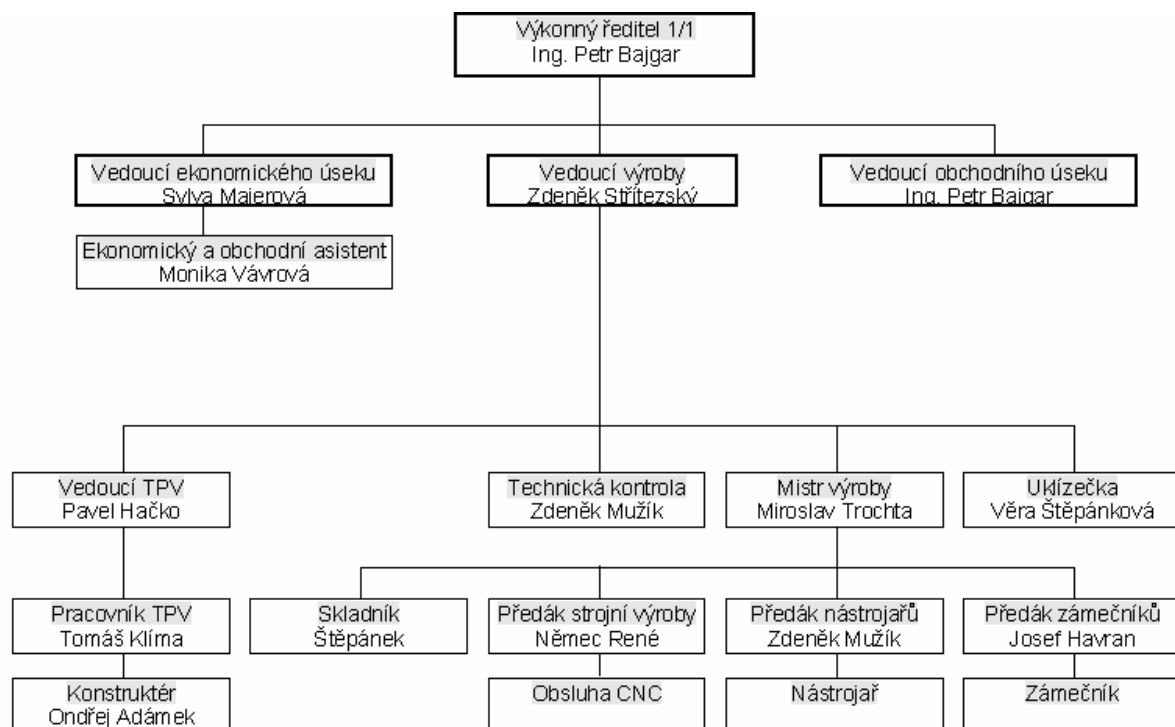 Výkonný ředitel 1/1
Ing. Petr Bajgar
Vedoucí ekonomického úseku
Sylva Majerová
Vedoucí výroby
Zdeněk Střítezský
Vedoucí obchodního úseku
Ing. Petr Bajgar
Ekonomický a obchodní asistent
Monika Vávrová
Vedoucí TPV
Pavel Hačko
Technická kontrola
Zdeněk Mužík
Mistr výroby
Miroslav Trochta
Uklízečka
Věra Štěpánková
Pracovník TPV
Tomáš Klíma
Skladník
Štěpánek
Předák strojní výroby
Němec René
Předák nástrojařů
Zdeněk Mužík
Předák zámečníků
Josef Havran
Konstruktér
Ondřej Adámek
Obsluha CNC
Nástrojař
Zámečník